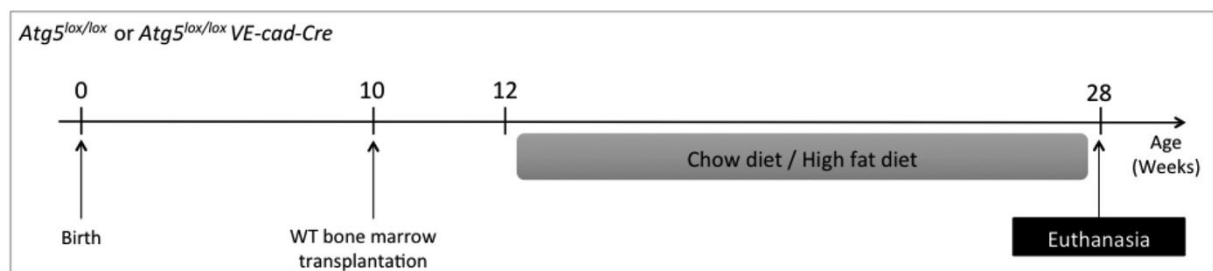 Atg5lox/lox or Atg5lox/lox VE-cad-Cre
0 10 12 28
Chow diet / High fat diet
Age
(Weeks)
Birth
WT bone marrow
transplantation
Euthanasia